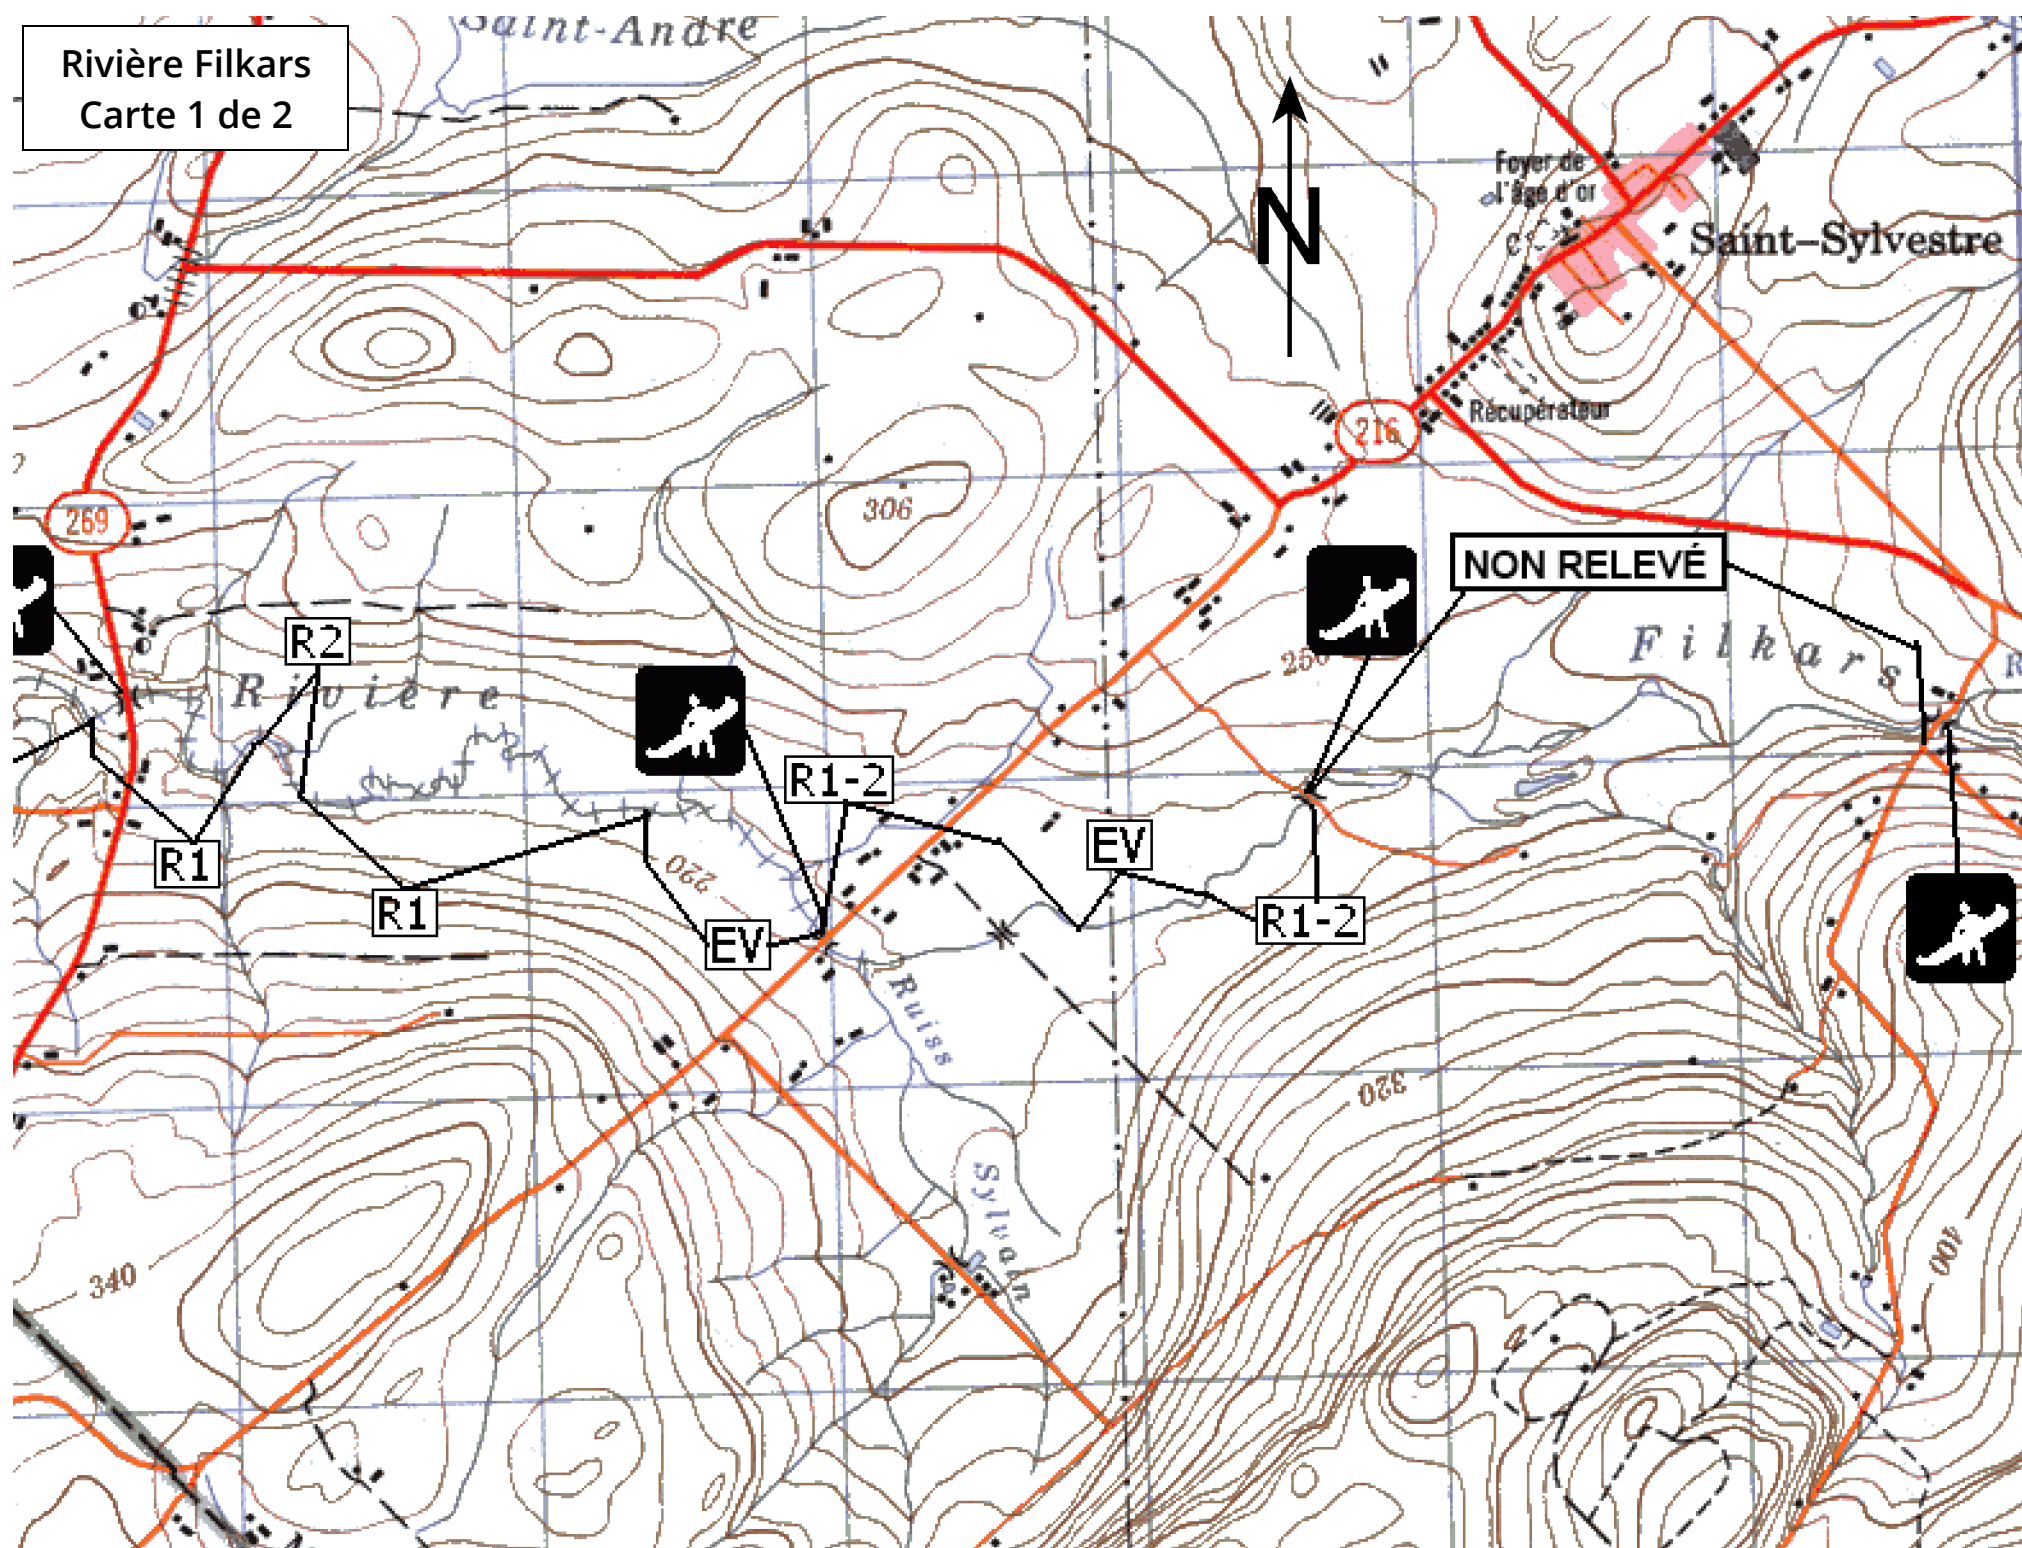 Rivière Filkars
Carte 1 de 2
Saint-André
N
Foyer de
l'âge d'or
Saint-Sylvestre
Récupérateur
216
269
306
NON RELEVÉ
R2
Rivière
250
Filkars
R1-2
R1
EV
220
R1
EV
R1-2
Ruiss
Sylvain
320
340
400